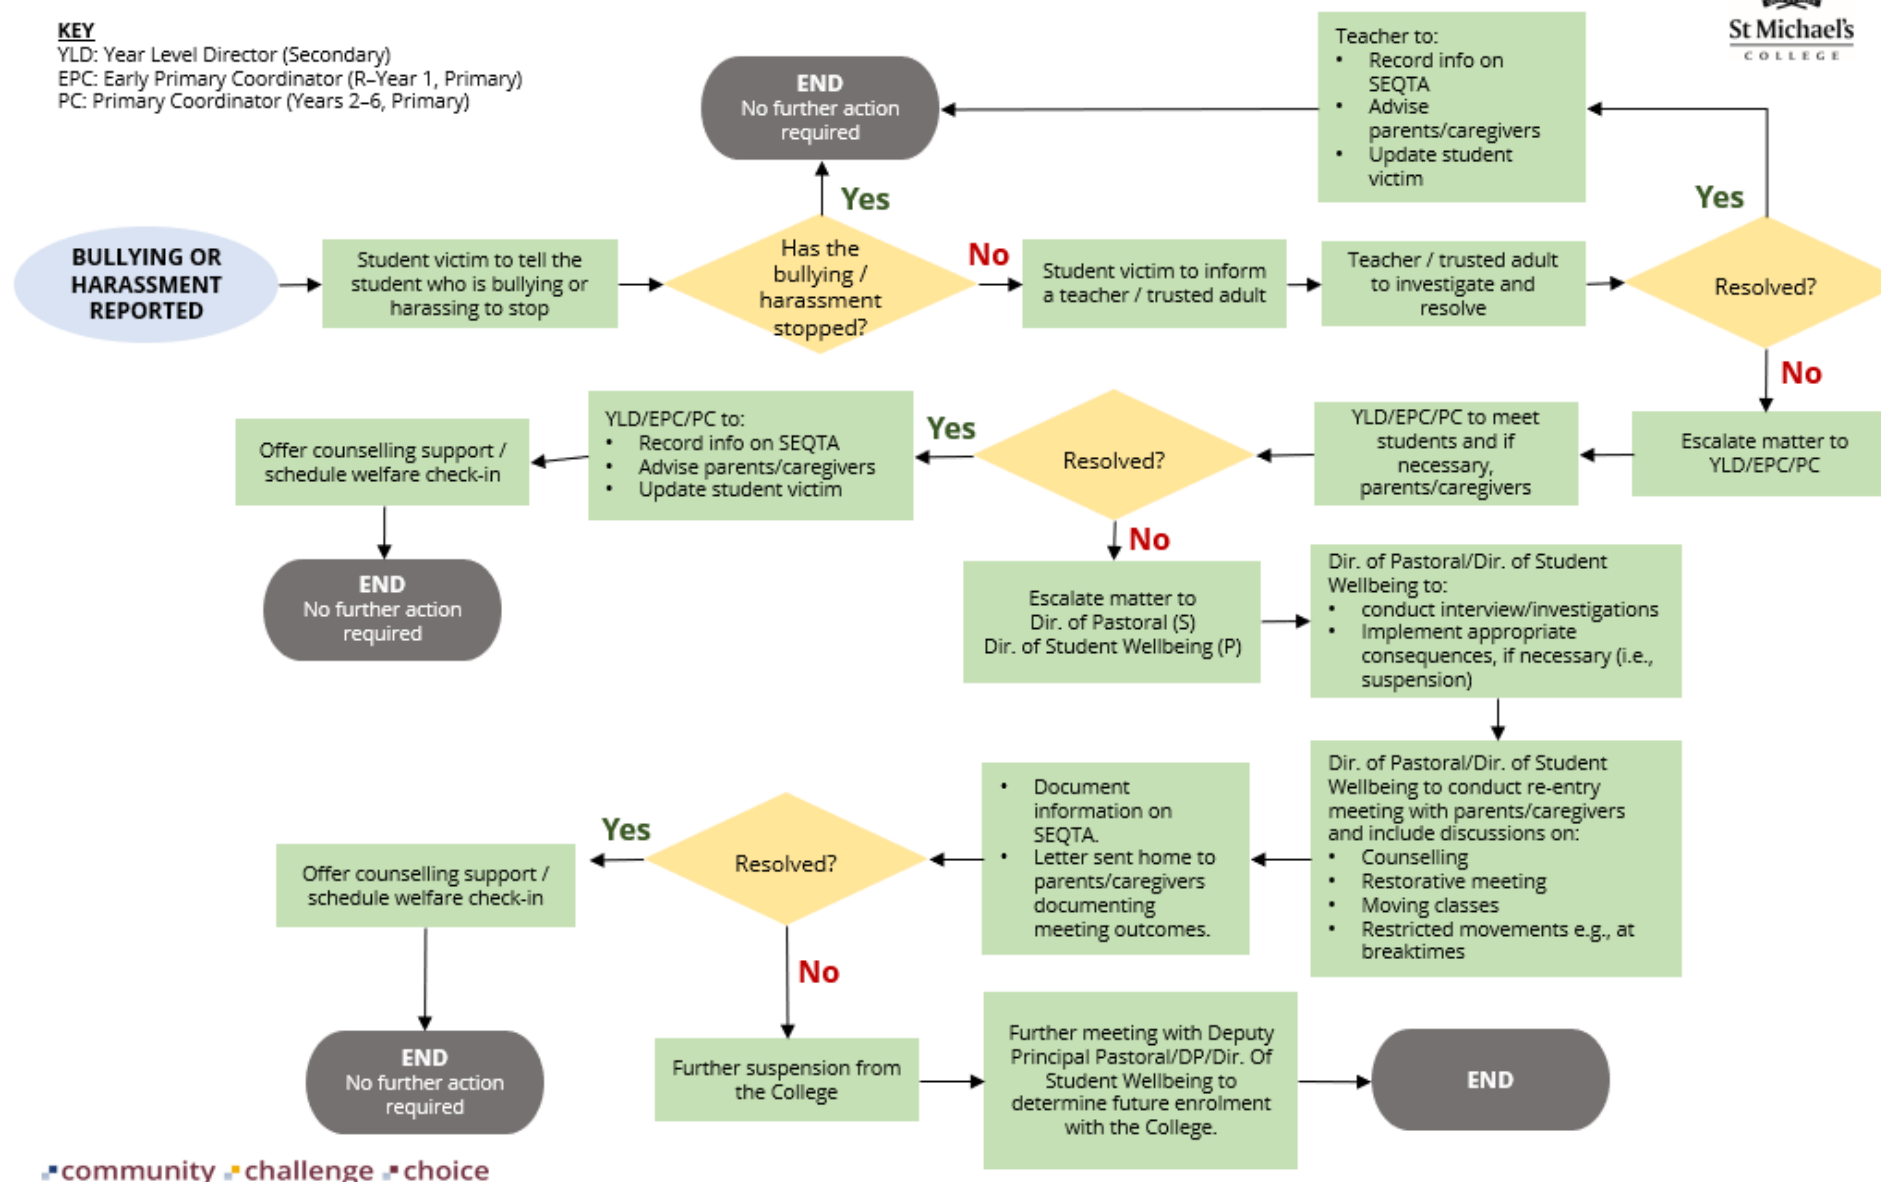 KEY
YLD: Year Level Director (Secondary)
EPC: Early Primary Coordinator (R–Year 1, Primary)
PC: Primary Coordinator (Years 2–6, Primary)
St Michael's
COLLEGE
END
No further action
required
Teacher to:
• Record info on
SEQTA
• Advise
parents/caregivers
• Update student
victim
Yes
Yes
BULLYING OR
HARASSMENT
REPORTED
Student victim to tell the
student who is bullying or
harassing to stop
Has the
bullying /
harassment
stopped?
No
Student victim to inform
a teacher / trusted adult
Teacher / trusted adult
to investigate and
resolve
Resolved?
No
Escalate matter to
YLD/EPC/PC
YLD/EPC/PC to meet
students and if
necessary,
parents/caregivers
Resolved?
Yes
YLD/EPC/PC to:
• Record info on SEQTA
• Advise parents/caregivers
• Update student victim
Offer counselling support /
schedule welfare check-in
END
No further action
required
No
Escalate matter to
Dir. of Pastoral (S)
Dir. of Student Wellbeing (P)
Dir. of Pastoral/Dir. of Student
Wellbeing to:
• conduct interview/investigations
• Implement appropriate
consequences, if necessary (i.e.,
suspension)
Dir. of Pastoral/Dir. of Student
Wellbeing to conduct re-entry
meeting with parents/caregivers
and include discussions on:
• Counselling
• Restorative meeting
• Moving classes
• Restricted movements e.g., at
breaktimes
• Document
information on
SEQTA.
• Letter sent home to
parents/caregivers
documenting
meeting outcomes.
Resolved?
Yes
Offer counselling support /
schedule welfare check-in
END
No further action
required
No
Further suspension from
the College
Further meeting with Deputy
Principal Pastoral/DP/Dir. Of
Student Wellbeing to
determine future enrolment
with the College.
END
community challenge choice